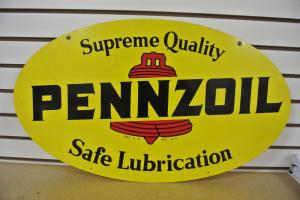 Supreme Quality
PENNZOIL
Safe Lubrication